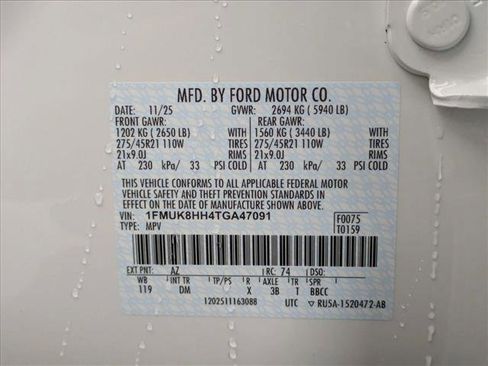 MFD. BY FORD MOTOR CO.
DATE: 11/25 GVWR: 2694 KG ( 5940 LB)
FRONT GAWR: REAR GAWR:
1202 KG ( 2650 LB) WITH 1560 KG ( 3440 LB) WITH
275/45R21 110W TIRES 275/45R21 110W TIRES
21x9.0J RIMS 21x9.0J RIMS
AT 230 kPa/ 33 PSI COLD AT 230 kPa/ 33 PSI COLD
THIS VEHICLE CONFORMS TO ALL APPLICABLE FEDERAL MOTOR
VEHICLE SAFETY AND THEFT PREVENTION STANDARDS IN
EFFECT ON THE DATE OF MANUFACTURE SHOWN ABOVE.
VIN: 1FMUK8HH4TGA47091 F0075
TYPE: MPV T0159
EXT PNT: AZ RC: 74 DSO:
WB INT TR TP/PS R AXLE TR SPR
119 DM X 3B T BBCC
1202511163088 UTC ▽ RU5A-1520472-AB